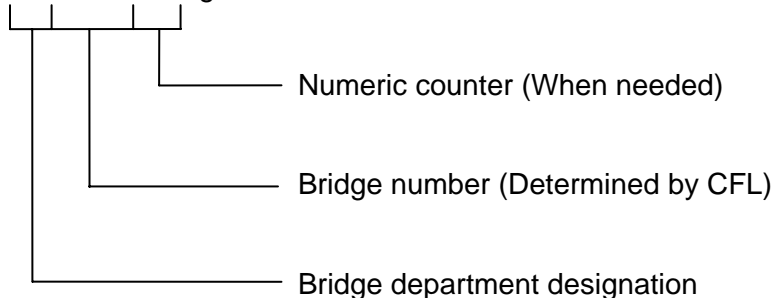 Numeric counter (When needed)
Bridge number (Determined by CFL)
Bridge department designation